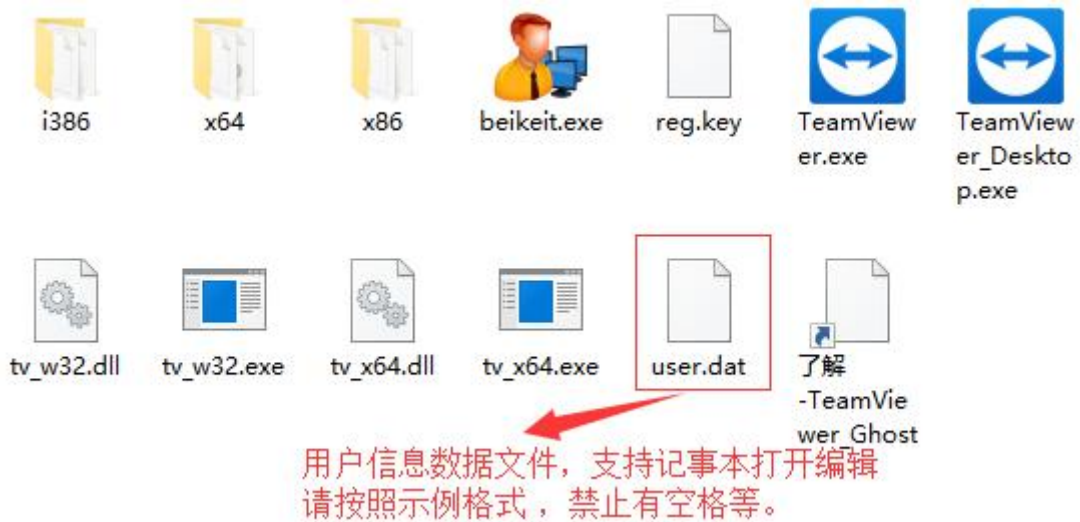 i386
x64
x86
beikeit.exe
reg.key
TeamView
er.exe
TeamView
er_Deskto
p.exe
tv_w32.dll
tv_w32.exe
tv_x64.dll
tv_x64.exe
user.dat
了解
-TeamVie
wer_Ghost
用户信息数据文件，支持记事本打开编辑
请按照示例格式，禁止有空格等。